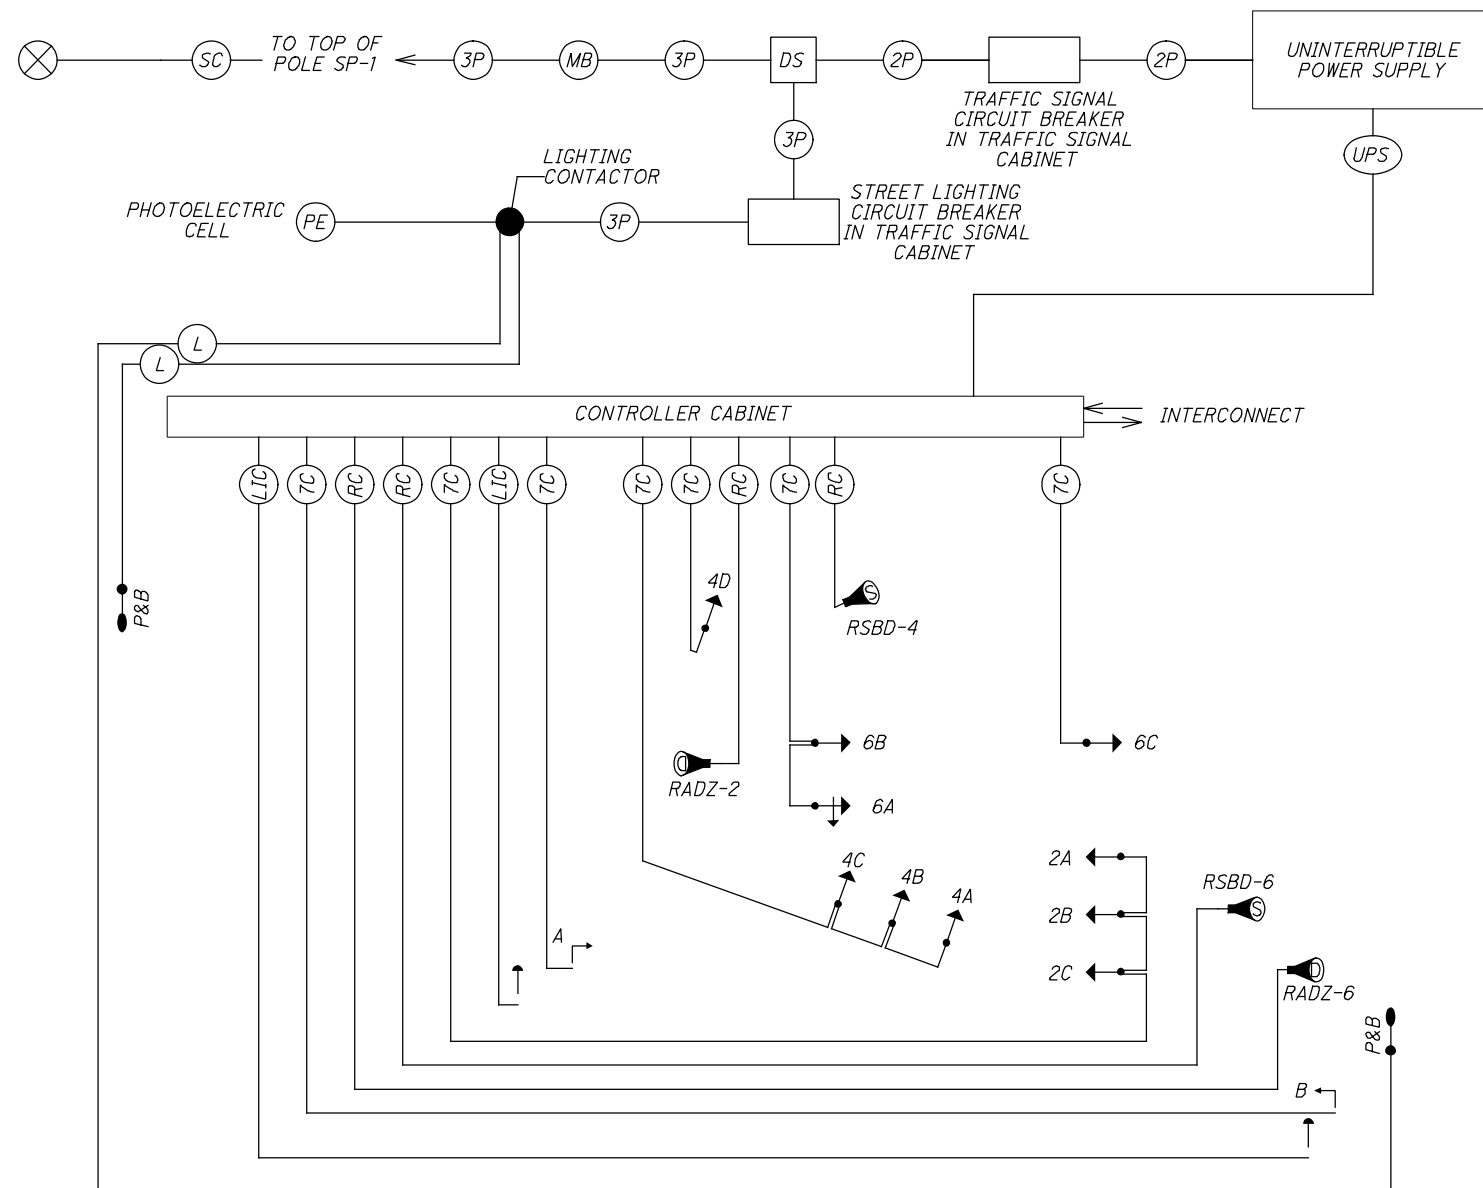 SC
TO TOP OF
POLE SP-1
3P
MB
3P
DS
2P
2P
UNINTERRUPTIBLE
POWER SUPPLY
TRAFFIC SIGNAL
CIRCUIT BREAKER
IN TRAFFIC SIGNAL
CABINET
3P
UPS
LIGHTING
CONTACTOR
PHOTOELECTRIC
CELL
PE
3P
STREET LIGHTING
CIRCUIT BREAKER
IN TRAFFIC SIGNAL
CABINET
L
L
CONTROLLER CABINET
INTERCONNECT
LIC
7C
RC
RC
7C
LIC
7C
7C
7C
RC
7C
RC
7C
4D
P&B
RSBD-4
6B
6C
RADZ-2
6A
4C
2A
4B
4A
RSBD-6
2B
A
2C
RADZ-6
P&B
B
S
D
S
D